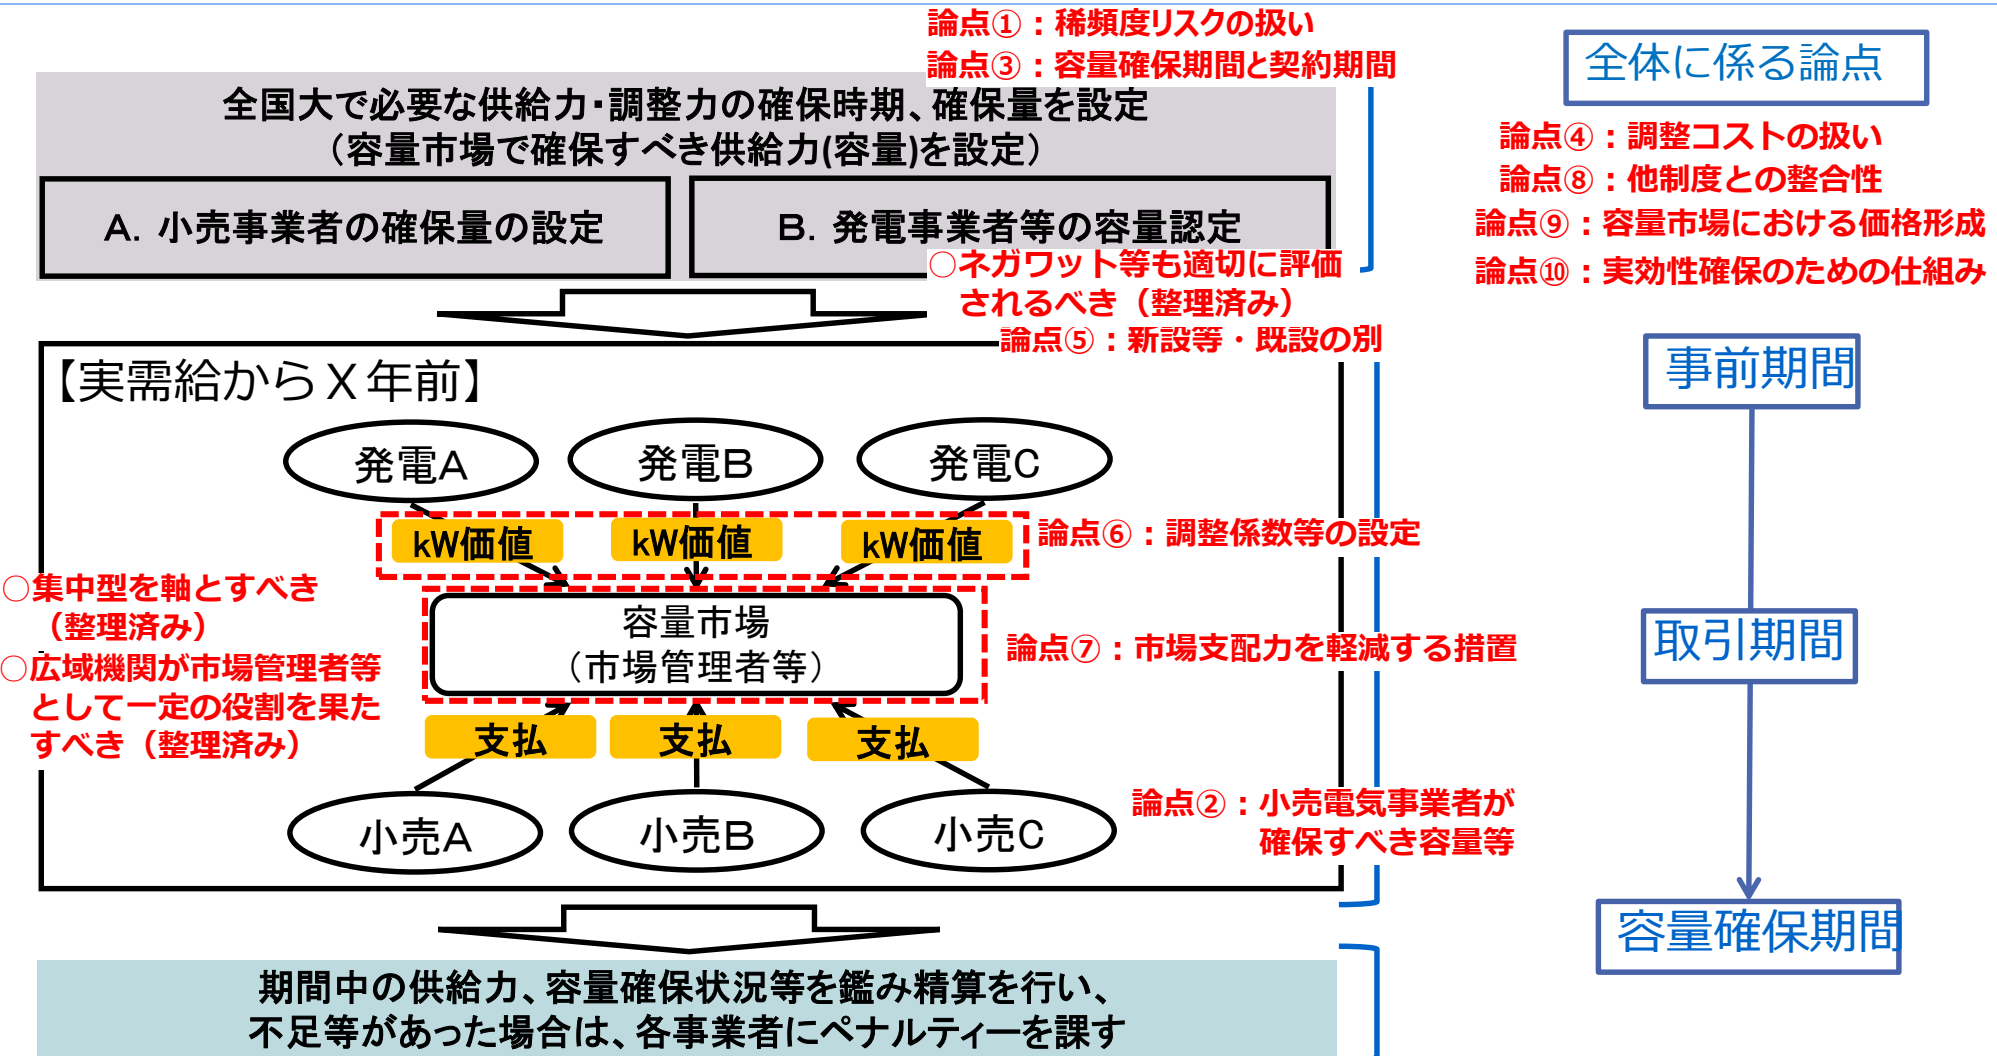 論点①：稀頻度リスクの扱い
論点③：容量確保期間と契約期間
全国大で必要な供給力・調整力の確保時期、確保量を設定
（容量市場で確保すべき供給力(容量)を設定）
A．小売事業者の確保量の設定
B．発電事業者等の容量認定
○ネガワット等も適切に評価
されるべき（整理済み）
論点⑤：新設等・既設の別
【実需給からＸ年前】
発電A
発電B
発電C
kW価値
kW価値
kW価値
論点⑥：調整係数等の設定
○集中型を軸とすべき
（整理済み）
○広域機関が市場管理者等
として一定の役割を果た
すべき（整理済み）
容量市場
（市場管理者等）
論点⑦：市場支配力を軽減する措置
支払
支払
支払
小売A
小売B
小売C
論点②：小売電気事業者が
確保すべき容量等
期間中の供給力、容量確保状況等を鑑み精算を行い、
不足等があった場合は、各事業者にペナルティーを課す
全体に係る論点
論点④：調整コストの扱い
論点⑧：他制度との整合性
論点⑨：容量市場における価格形成
論点⑩：実効性確保のための仕組み
事前期間
取引期間
容量確保期間